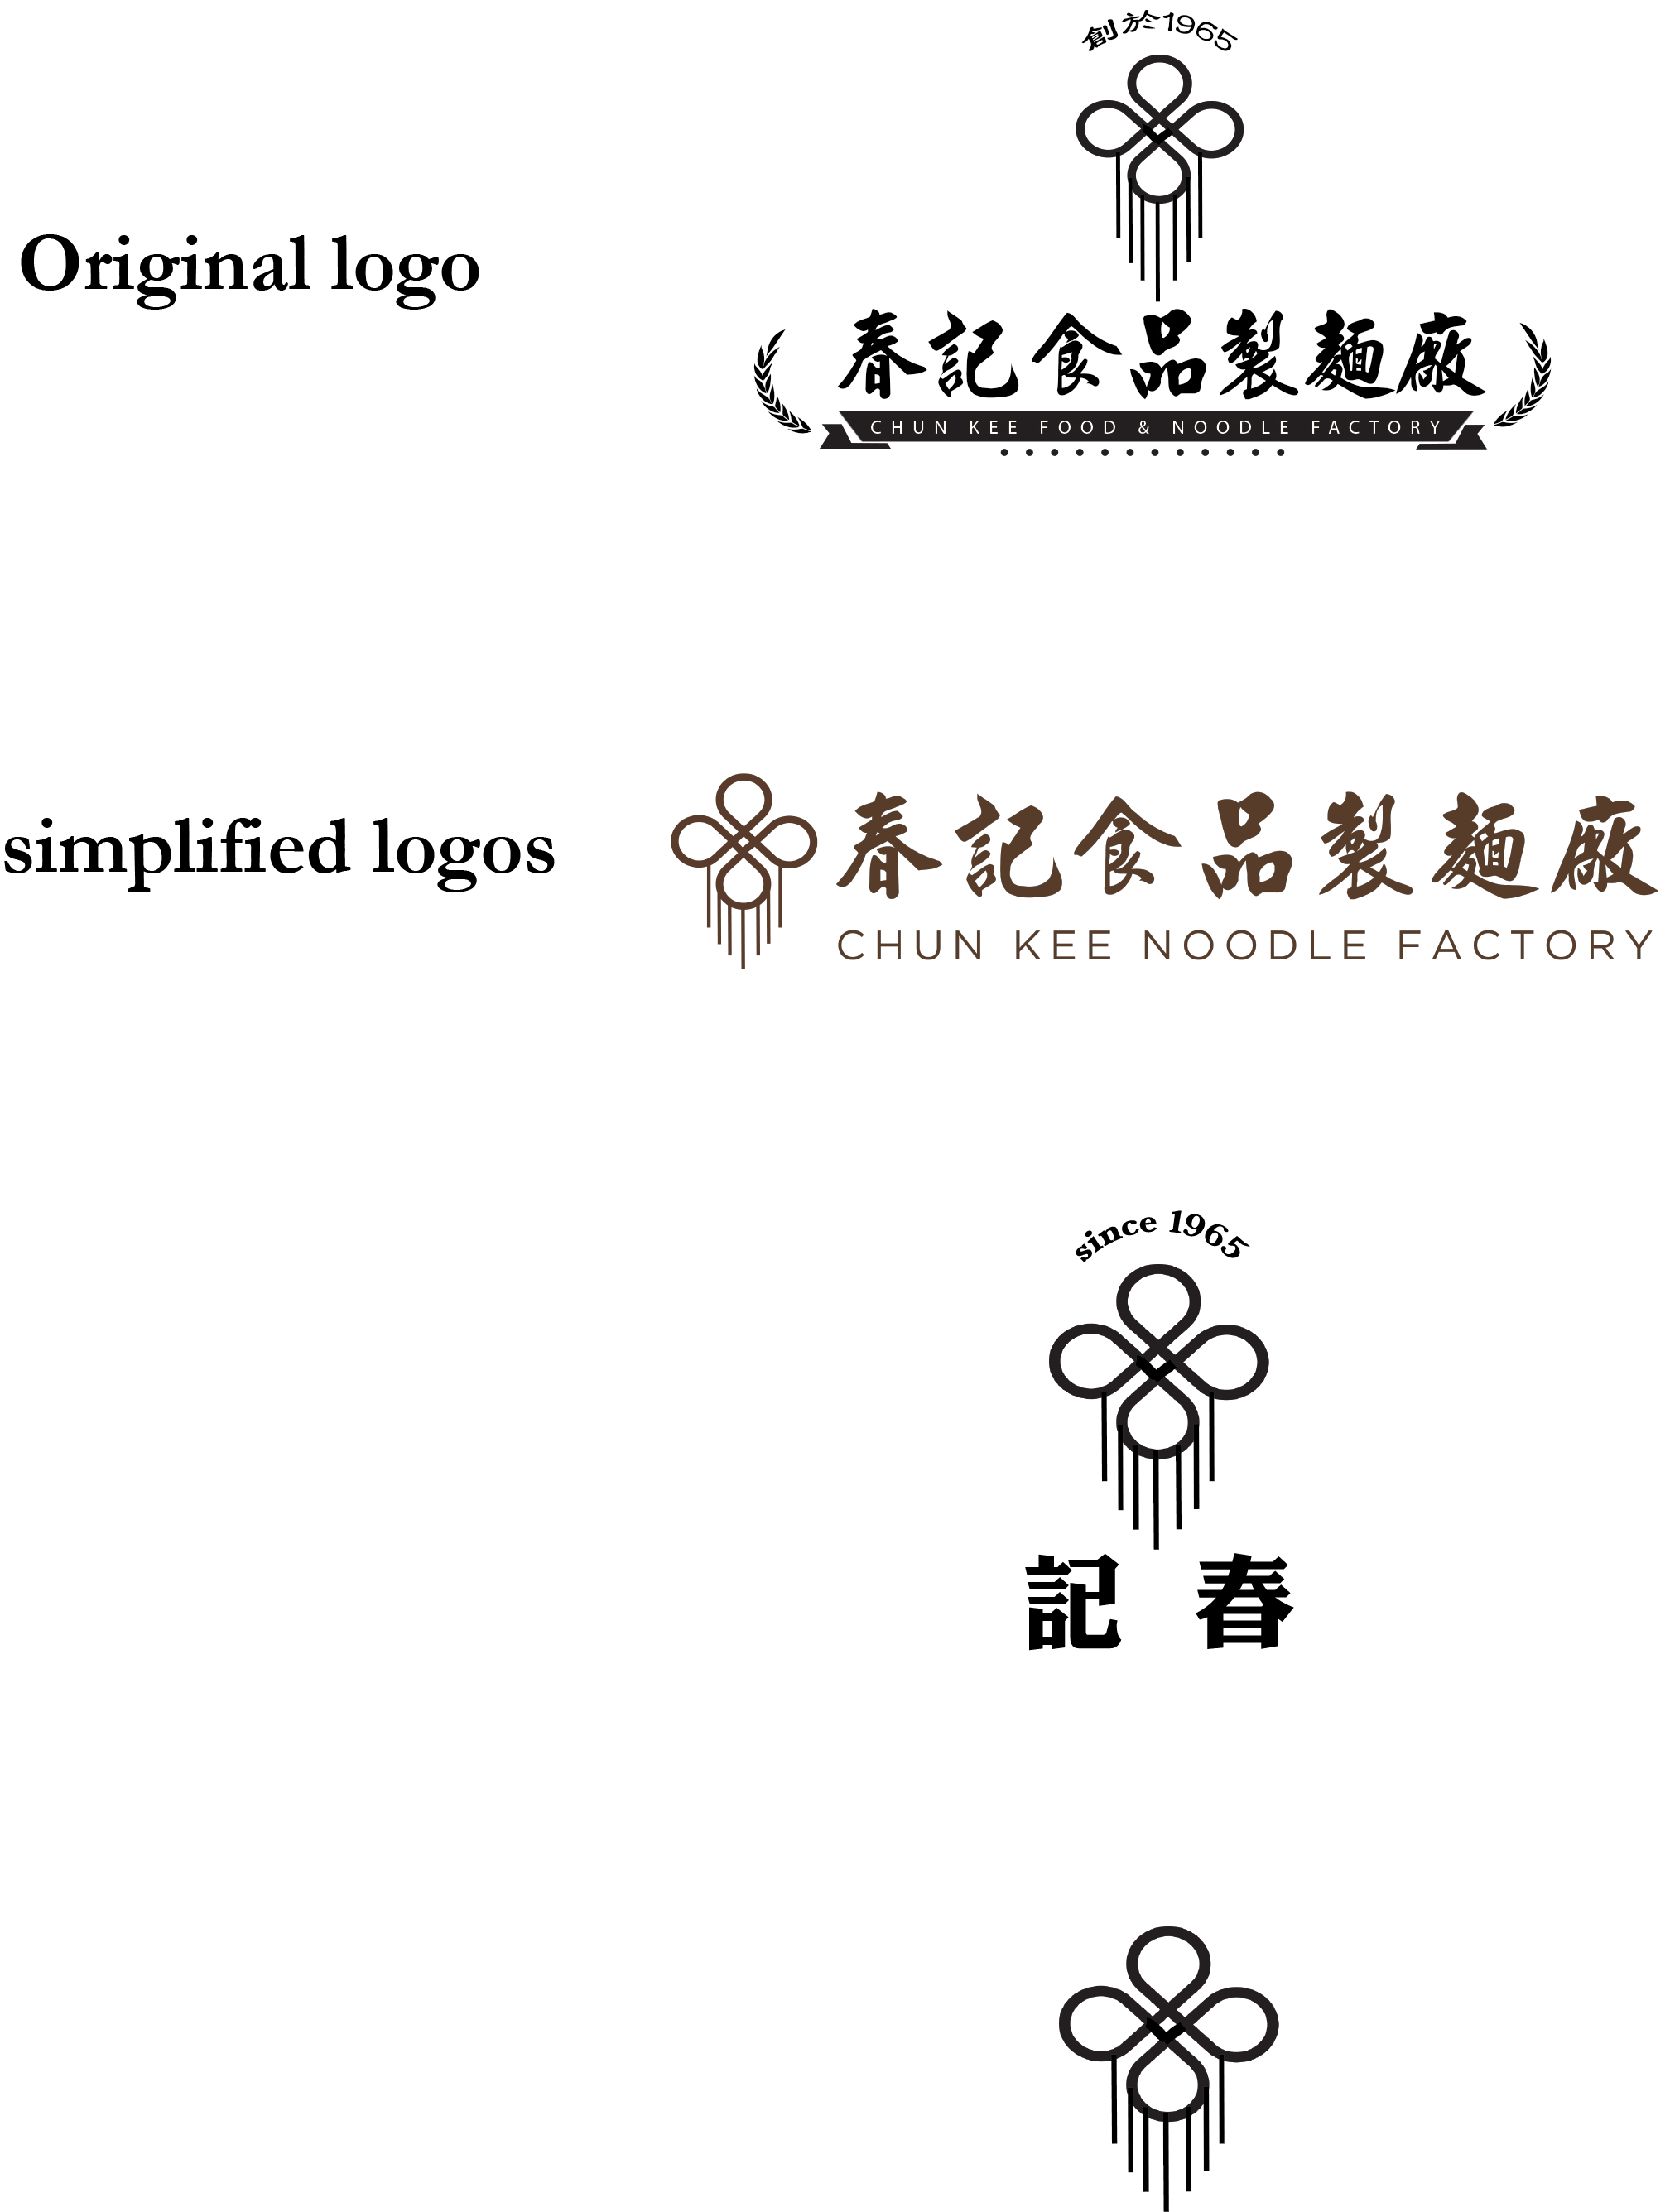 創於1965
Original logo
春記食品製麵廠
CHUN KEE FOOD & NOODLE FACTORY
simplified logos
春記食品製麵廠
CHUN KEE NOODLE FACTORY
since 1965
記 春